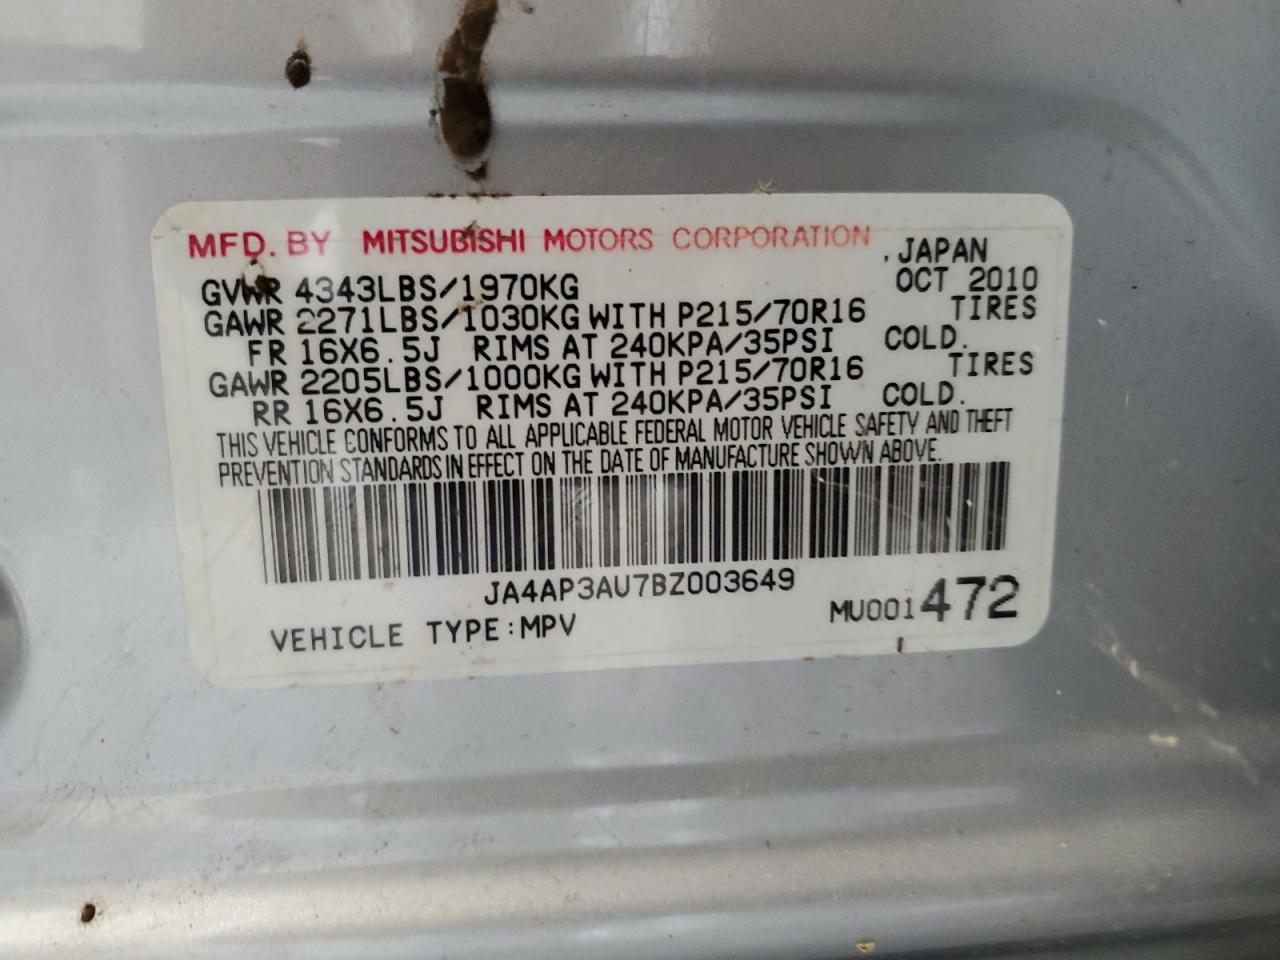 MFD. BY MITSUBISHI MOTORS CORPORATION
. JAPAN
GVWR 4343LBS/1970KG OCT 2010
GAWR 2271LBS/1030KG WITH P215/70R16 TIRES
FR 16X6.5J RIMS AT 240KPA/35PSI COLD.
GAWR 2205LBS/1000KG WITH P215/70R16 TIRES
RR 16X6.5J RIMS AT 240KPA/35PSI COLD.
THIS VEHICLE CONFORMS TO ALL APPLICABLE FEDERAL MOTOR VEHICLE SAFETY AND THEFT
PREVENTION STANDARDS IN EFFECT ON THE DATE OF MANUFACTURE SHOWN ABOVE.
JA4AP3AU7BZ003649
VEHICLE TYPE:MPV MU001472